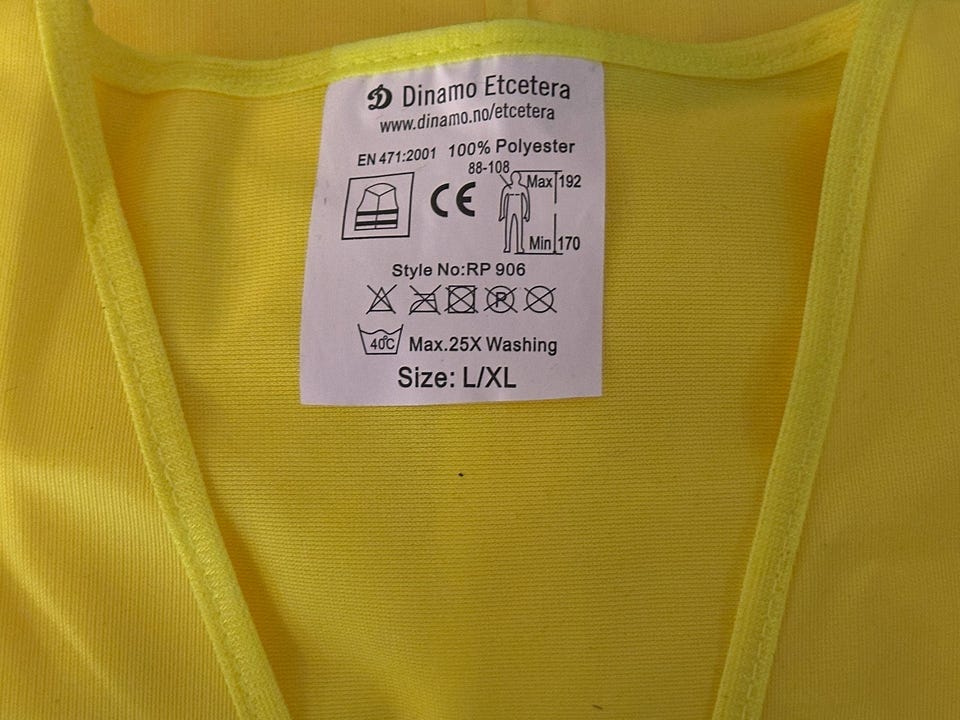 Dinamo Etcetera
www.dinamo.no/etcetera
EN 471:2001 100% Polyester
88-108
Max 192
CE
Min 170
Style No:RP 906
P
40°C Max.25X Washing
Size: L/XL